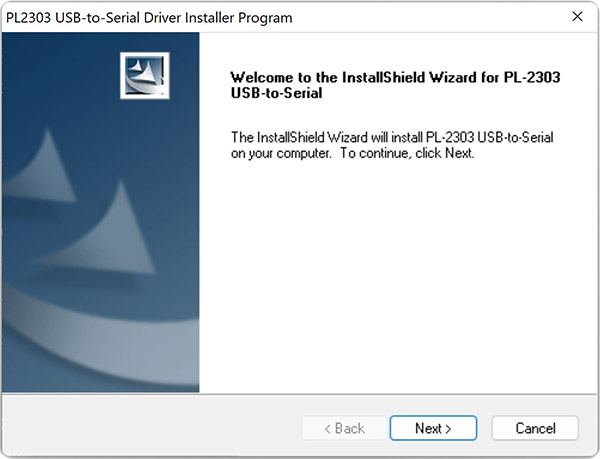 PL2303 USB-to-Serial Driver Installer Program
Welcome to the InstallShield Wizard for PL-2303
USB-to-Serial
The InstallShield Wizard will install PL-2303 USB-to-Serial
on your computer. To continue, click Next.
< Back
Next >
Cancel